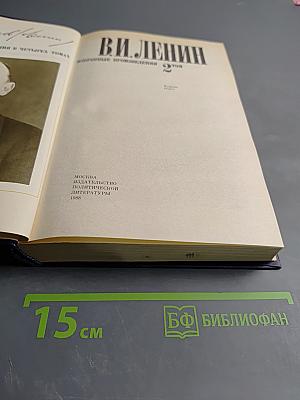 В.И.ЛЕНИН
ИЗБРАННЫЕ ПРОИЗВЕДЕНИЯ 2 ТОМ
МОСКВА
ИЗДАТЕЛЬСТВО
ПОЛИТИЧЕСКОЙ
ЛИТЕРАТУРЫ
1988
15 см
БФ БИБЛИОФАН